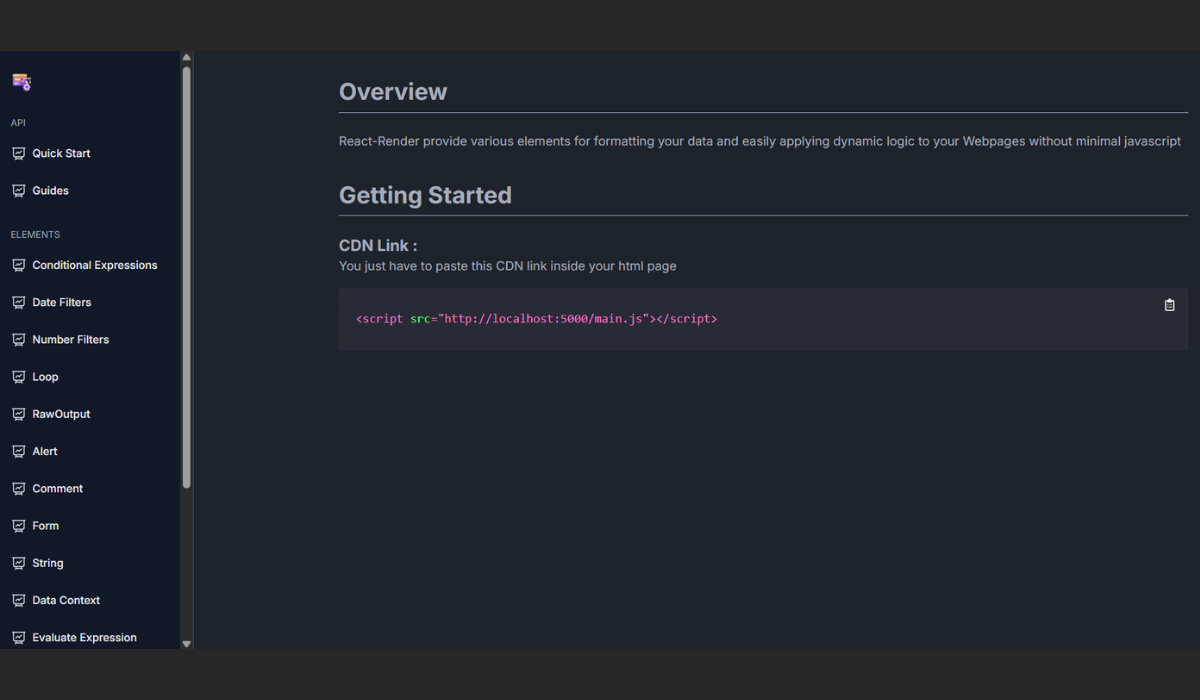 API
Quick Start
Guides
ELEMENTS
Conditional Expressions
Date Filters
Number Filters
Loop
RawOutput
Alert
Comment
Form
String
Data Context
Evaluate Expression
Overview
React-Render provide various elements for formatting your data and easily applying dynamic logic to your Webpages without minimal javascript
Getting Started
CDN Link :
You just have to paste this CDN link inside your html page
<script src="http://localhost:5000/main.js"></script>